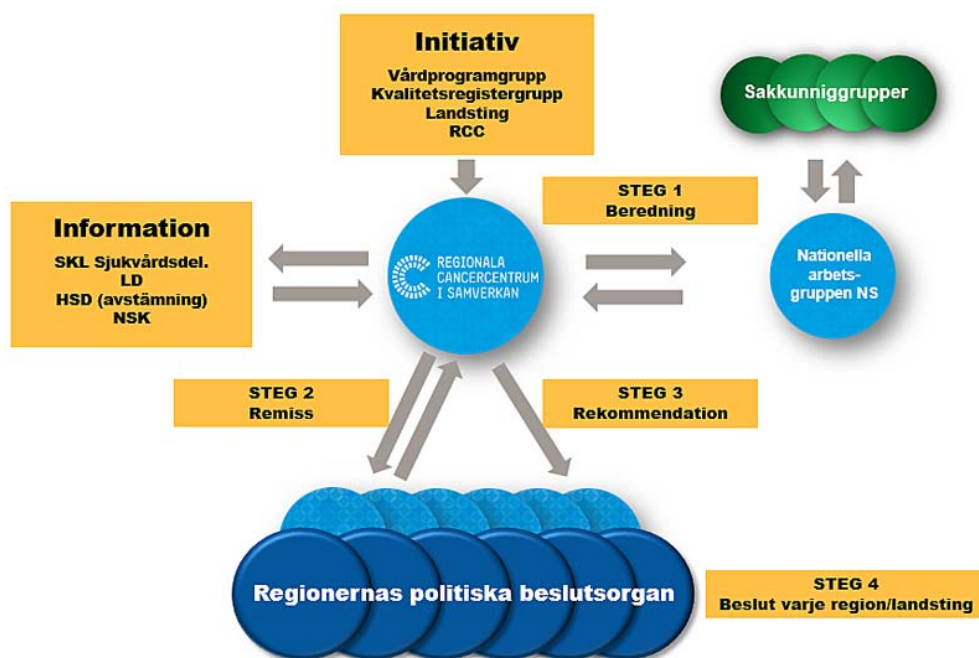 Initiativ
Vårdprogramgrupp
Kvalitetsregistergrupp
Landsting
RCC
Sakkunniggrupper
STEG 1
Beredning
Information
SKL Sjukvårdsdel.
LD
HSD (avstämning)
NSK
REGIONALA
CANCERCENTRUM
I SAMVERKAN
Nationella
arbets-
gruppen NS
STEG 2
Remiss
STEG 3
Rekommendation
Regionernas politiska beslutsorgan
STEG 4
Beslut varje region/landsting